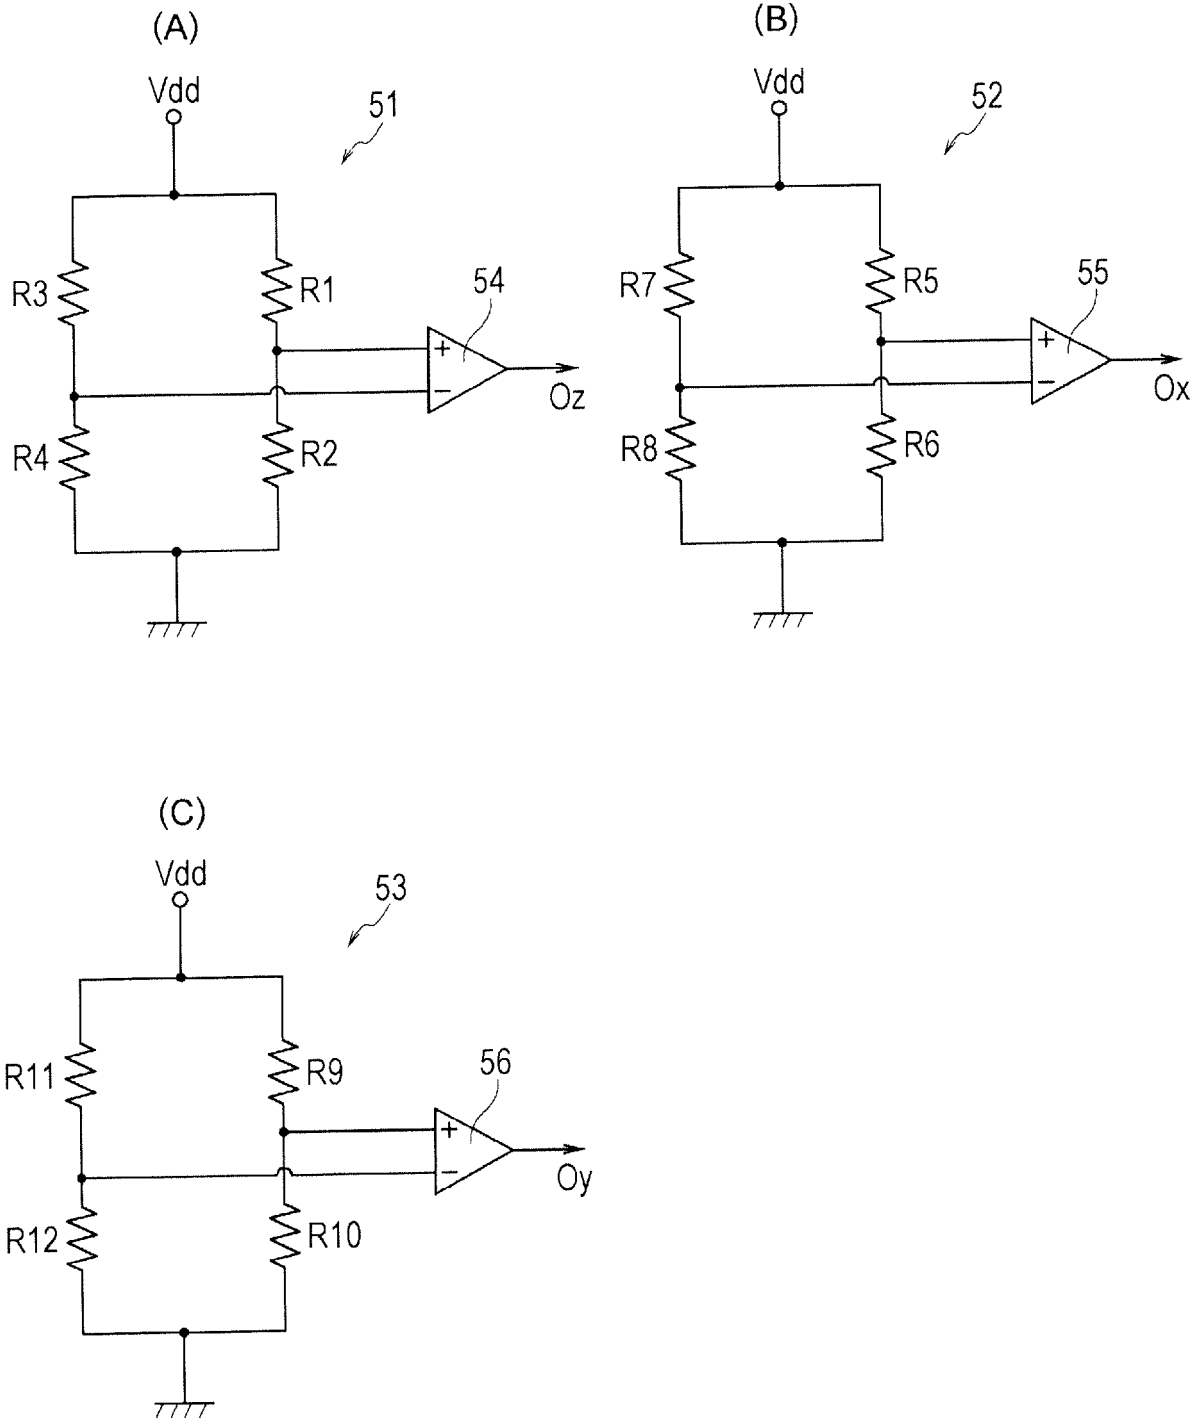 (A)
Vdd
51
R3
R1
54
+
−
Oz
R4
R2
(B)
Vdd
52
R7
R5
55
+
−
Ox
R8
R6
(C)
Vdd
53
R11
R9
56
+
−
Oy
R12
R10